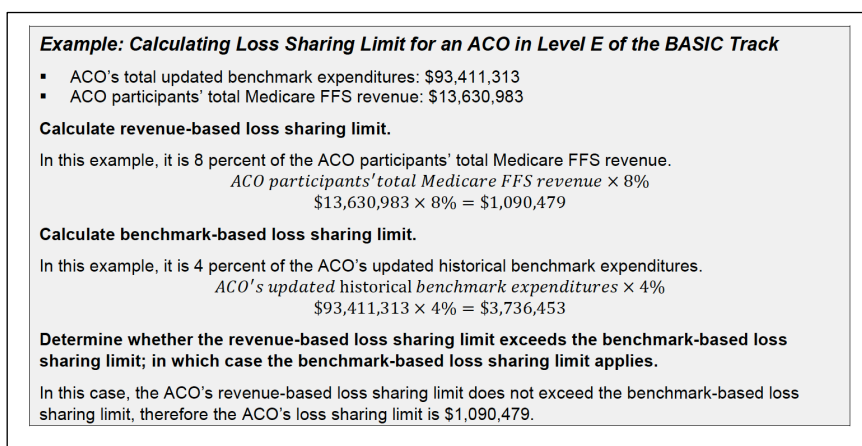 Example: Calculating Loss Sharing Limit for an ACO in Level E of the BASIC Track
▪ ACO's total updated benchmark expenditures: $93,411,313
▪ ACO participants' total Medicare FFS revenue: $13,630,983
Calculate revenue-based loss sharing limit.
In this example, it is 8 percent of the ACO participants' total Medicare FFS revenue.
ACO participants'total Medicare FFS revenue × 8%
$13,630,983 × 8% = $1,090,479
Calculate benchmark-based loss sharing limit.
In this example, it is 4 percent of the ACO's updated historical benchmark expenditures.
ACO's updated historical benchmark expenditures × 4%
$93,411,313 × 4% = $3,736,453
Determine whether the revenue-based loss sharing limit exceeds the benchmark-based loss
sharing limit; in which case the benchmark-based loss sharing limit applies.
In this case, the ACO's revenue-based loss sharing limit does not exceed the benchmark-based loss
sharing limit, therefore the ACO's loss sharing limit is $1,090,479.